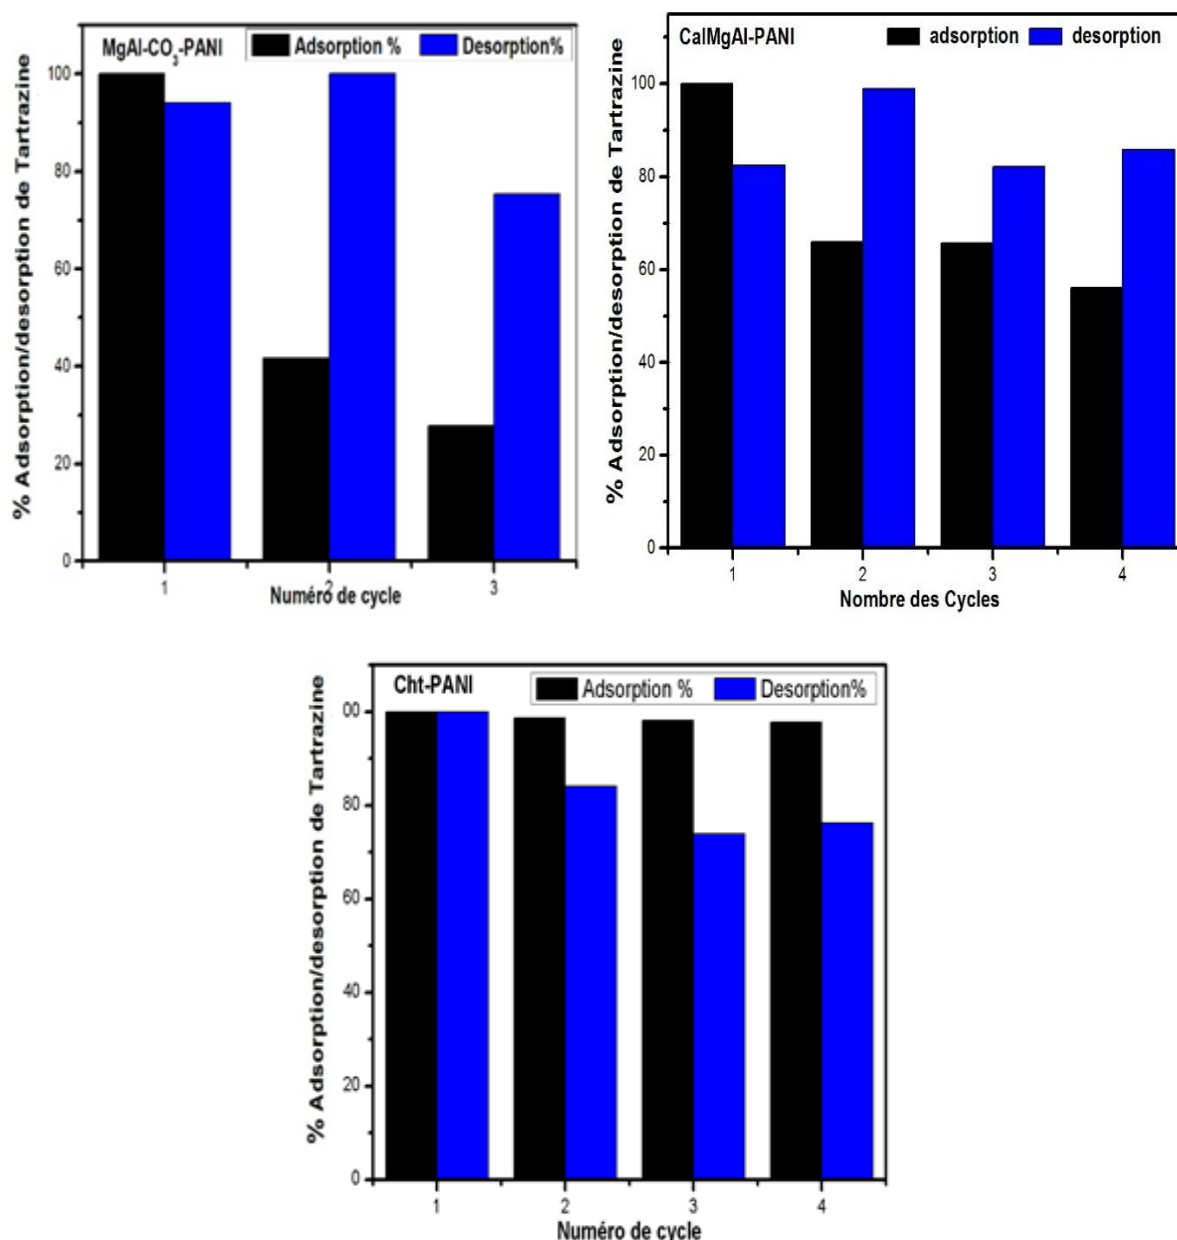 MgAl-CO3-PANI
Adsorption %
Desorption%
% Adsorption/desorption de Tartrazine
100
80
60
40
20
0
1
2
3
Numéro de cycle
CalMgAl-PANI
adsorption
desorption
% Adsorption/desorption de Tartrazine
100
80
60
40
20
0
1
2
3
4
Nombre des Cycles
Cht-PANI
Adsorption %
Desorption%
% Adsorption/desorption de Tartrazine
00
80
60
40
20
0
1
2
3
4
Numéro de cycle